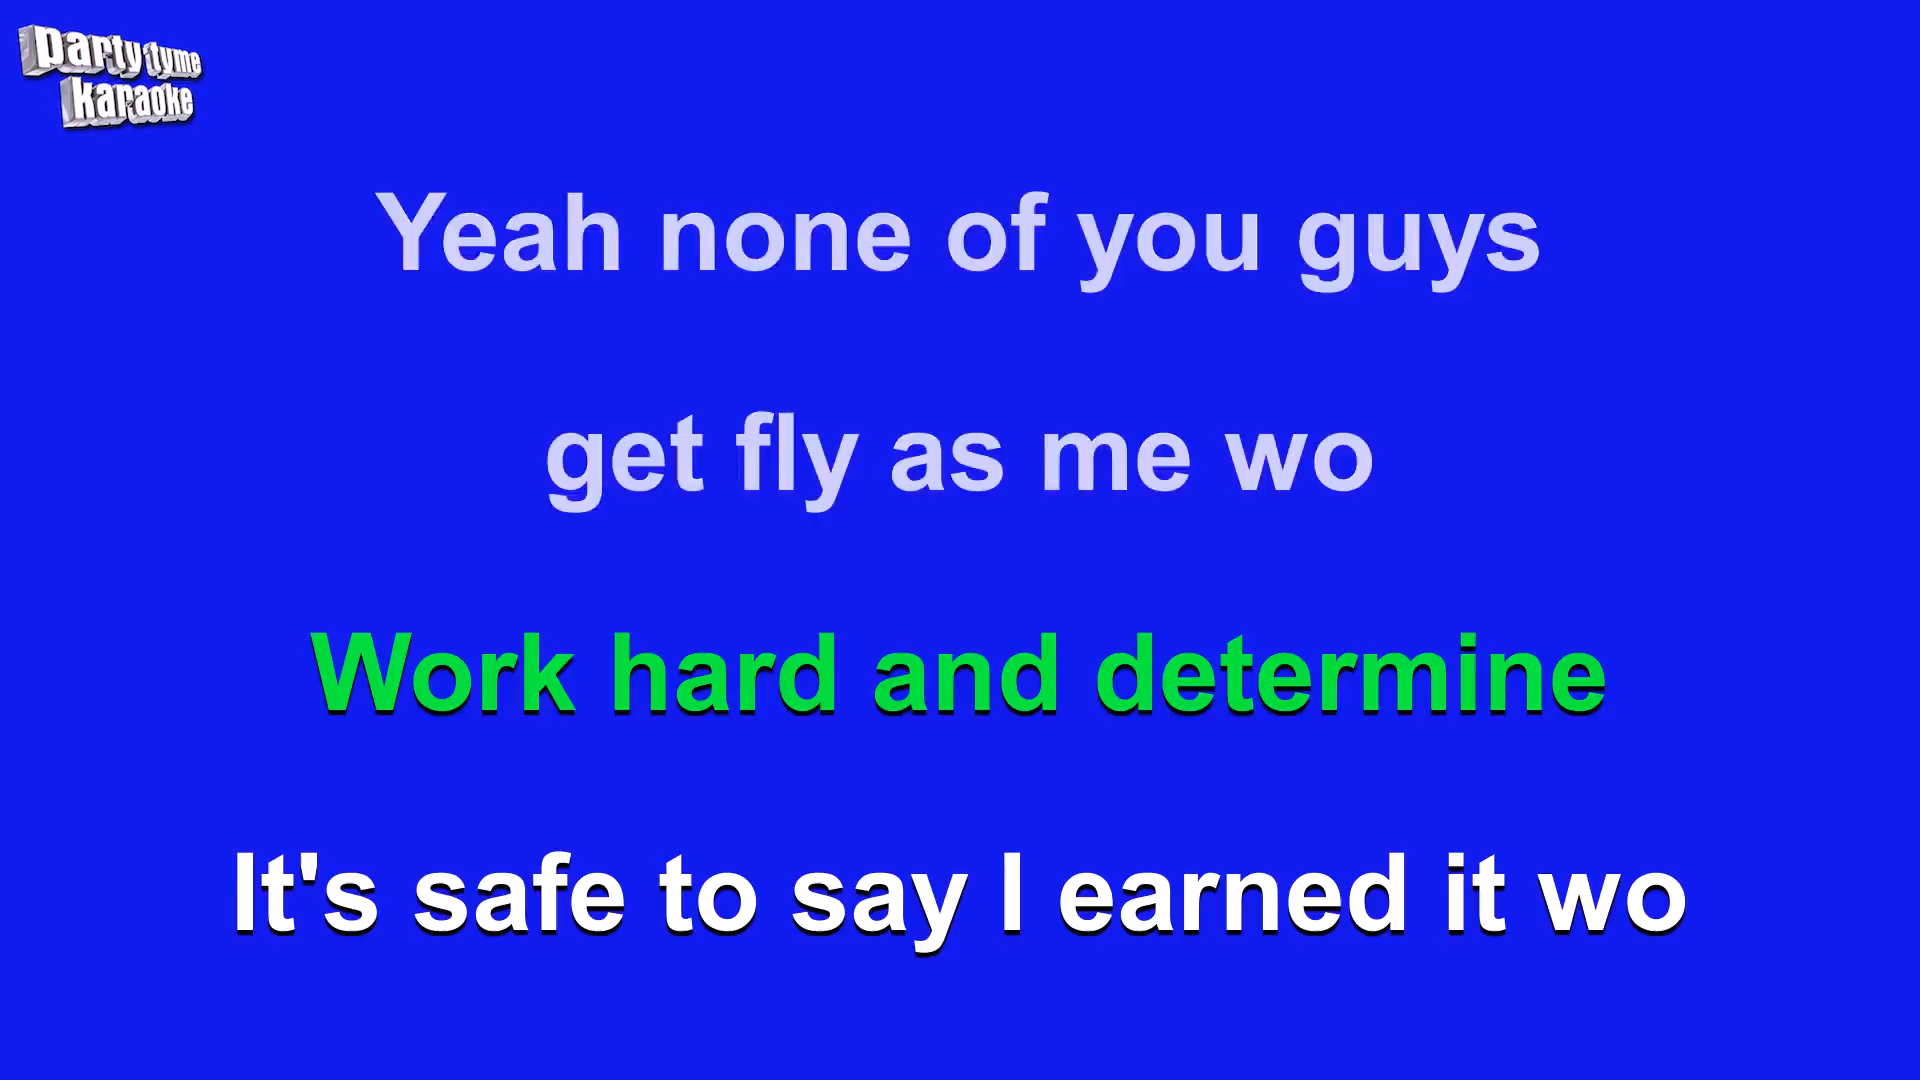 party tyme
karaoke
Yeah none of you guys
get fly as me wo
Work hard and determine
It's safe to say I earned it wo